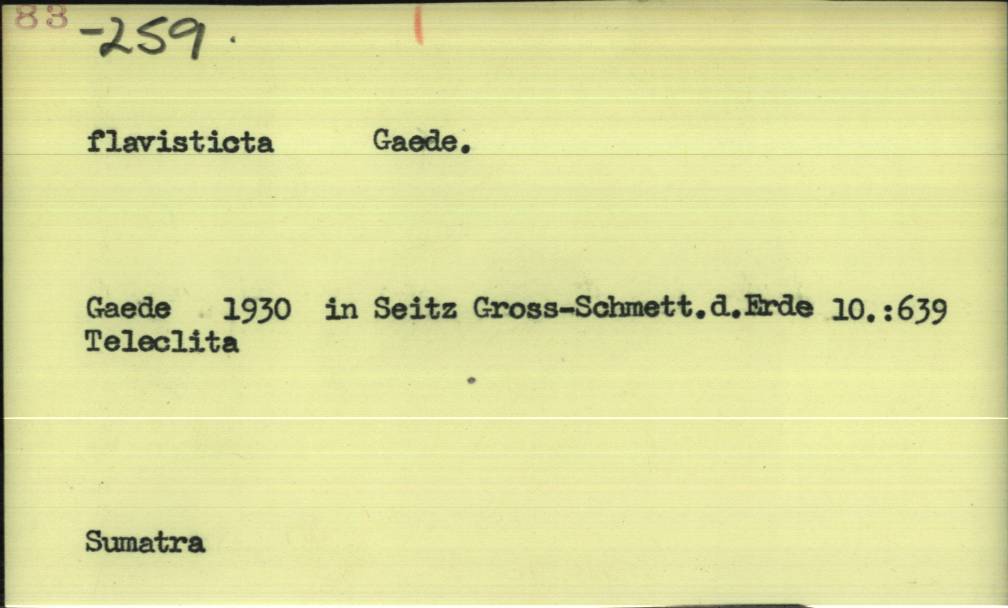 83 -259.
flavisticta Gaede.
Gaede 1930 in Seitz Gross-Schmett.d.Erde 10.:639
Teleclita
Sumatra